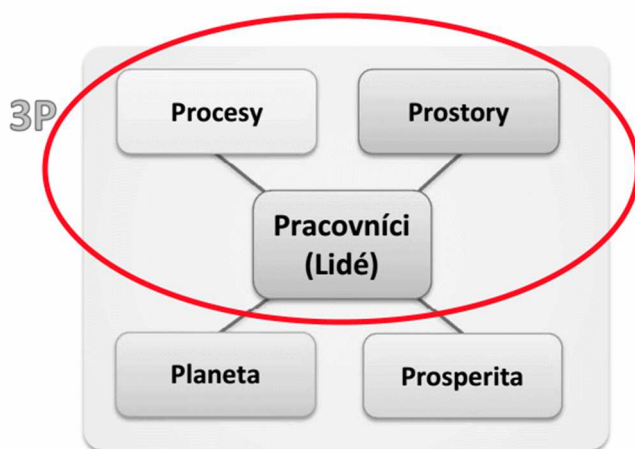 3P
Procesy
Prostory
Pracovníci
(Lidé)
Planeta
Prosperita